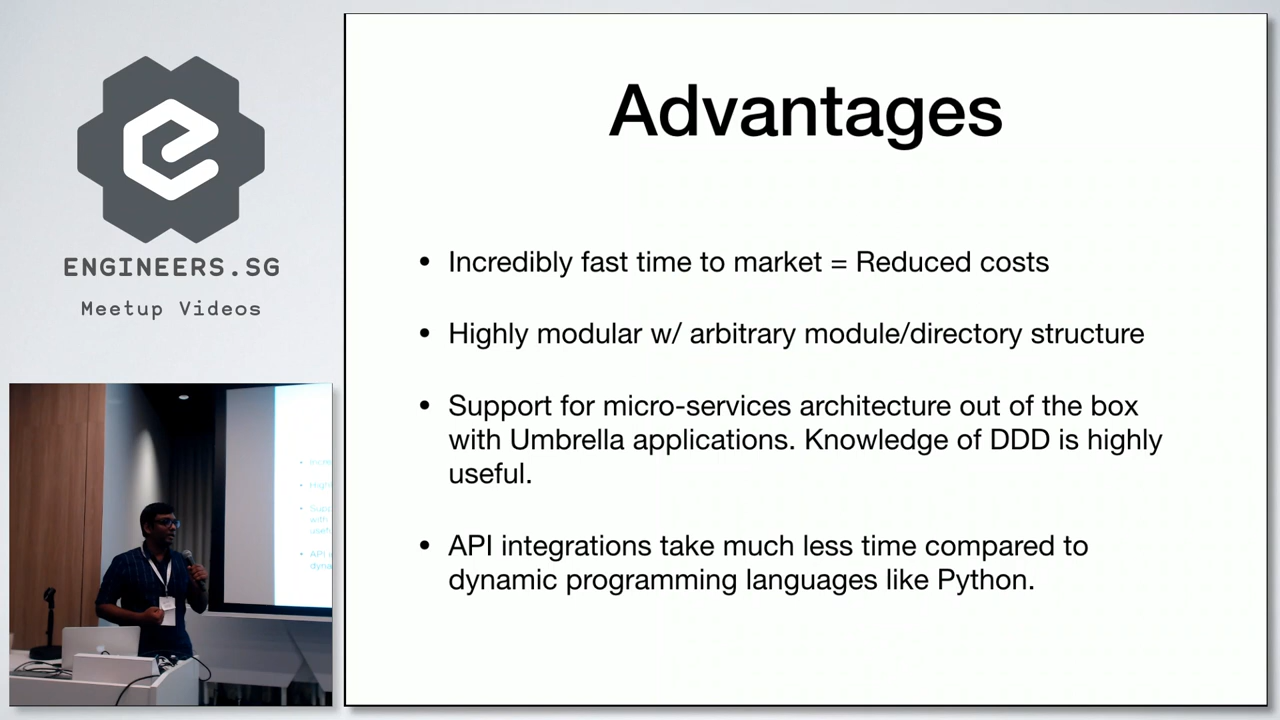 ENGINEERS.SG
Meetup Videos
Advantages
• Incredibly fast time to market = Reduced costs
• Highly modular w/ arbitrary module/directory structure
• Support for micro-services architecture out of the box
with Umbrella applications. Knowledge of DDD is highly
useful.
• API integrations take much less time compared to
dynamic programming languages like Python.